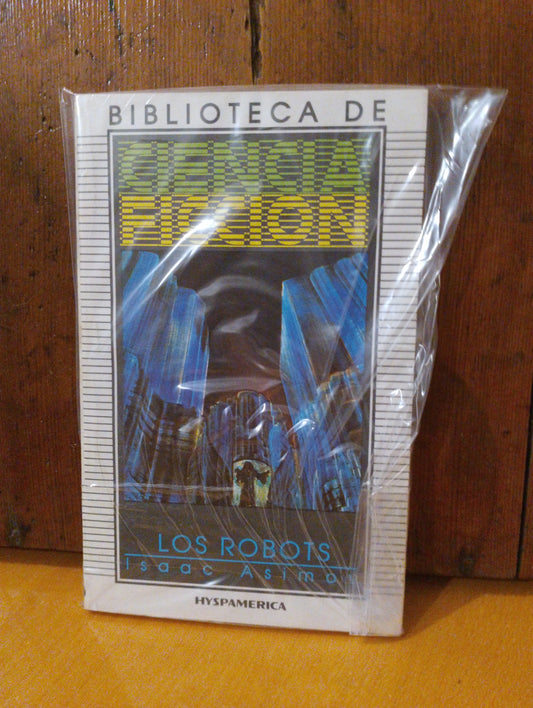 BIBLIOTECA DE
CIENCIA
FICCION
LOS ROBOTS
Isaac Asimov
HYSPAMERICA